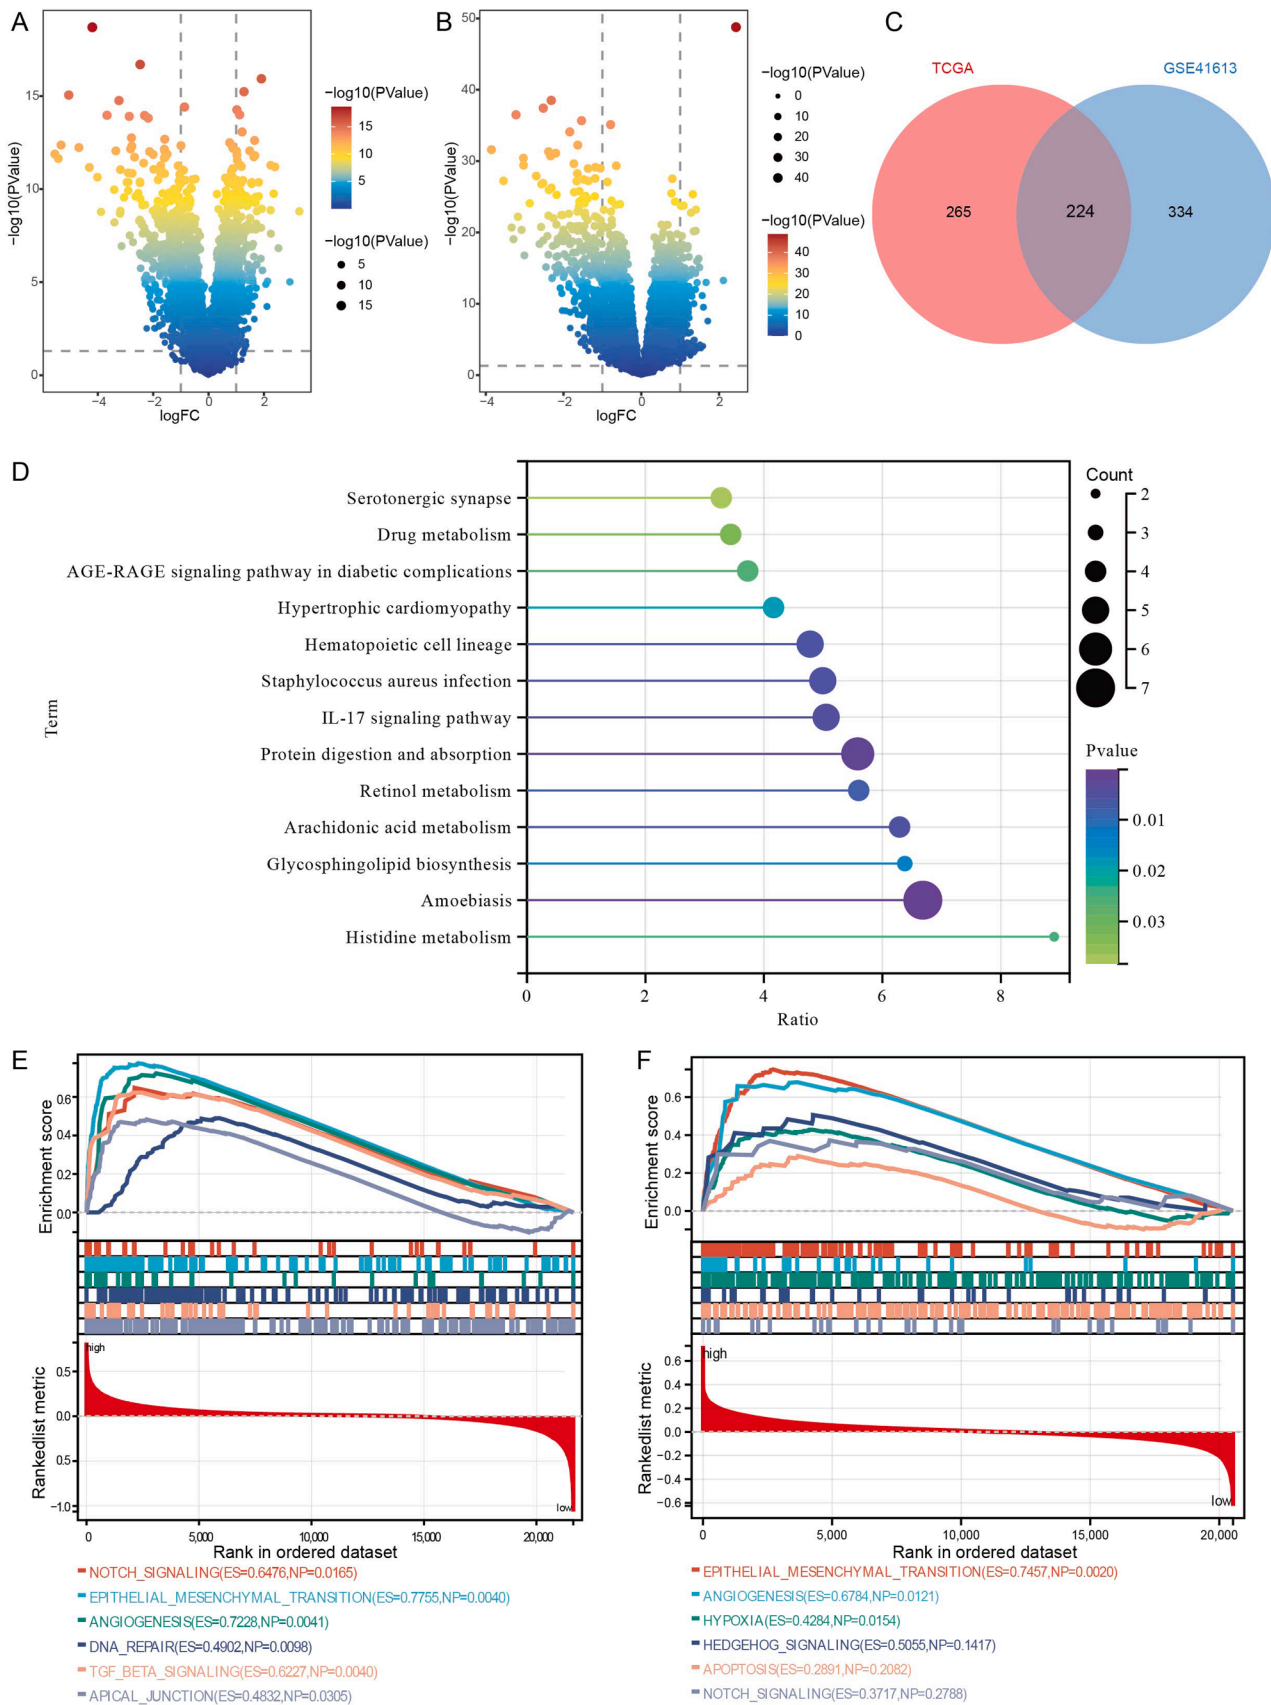 A
−log10(PValue)
15
10
5
0
−4
−2
0
2
logFC
−log10(PValue)
15
10
5
−log10(PValue)
5
10
15
B
−log10(PValue)
50
40
30
20
10
0
−4
−2
0
2
logFC
−log10(PValue)
0
10
20
30
40
−log10(PValue)
40
30
20
10
0
C
TCGA
GSE41613
265
224
334
D
Term
Serotonergic synapse
Drug metabolism
AGE-RAGE signaling pathway in diabetic complications
Hypertrophic cardiomyopathy
Hematopoietic cell lineage
Staphylococcus aureus infection
IL-17 signaling pathway
Protein digestion and absorption
Retinol metabolism
Arachidonic acid metabolism
Glycosphingolipid biosynthesis
Amoebiasis
Histidine metabolism
0
2
4
6
8
Ratio
Count
2
3
4
5
6
7
Pvalue
0.01
0.02
0.03
E
Enrichment score
0.6
0.4
0.2
0.0
Rankedlist metric
high
0.5
0.0
0.5
−1.0
low
0
5,000
10,000
15,000
20,000
Rank in ordered dataset
NOTCH_SIGNALING(ES=0.6476,NP=0.0165)
EPITHELIAL_MESENCHYMAL_TRANSITION(ES=0.7755,NP=0.0040)
ANGIOGENESIS(ES=0.7228,NP=0.0041)
DNA_REPAIR(ES=0.4902,NP=0.0098)
TGF_BETA_SIGNALING(ES=0.6227,NP=0.0040)
APICAL_JUNCTION(ES=0.4832,NP=0.0305)
F
Enrichment score
0.6
0.4
0.2
0.0
Rankedlist metric
high
0.6
0.4
0.2
0.0
−0.2
−0.4
−0.6
low
0
5,000
10,000
15,000
20,000
Rank in ordered dataset
EPITHELIAL_MESENCHYMAL_TRANSITION(ES=0.7457,NP=0.0020)
ANGIOGENESIS(ES=0.6784,NP=0.0121)
HYPOXIA(ES=0.4284,NP=0.0154)
HEDGEHOG_SIGNALING(ES=0.5055,NP=0.1417)
APOPTOSIS(ES=0.2891,NP=0.2082)
NOTCH_SIGNALING(ES=0.3717,NP=0.2788)